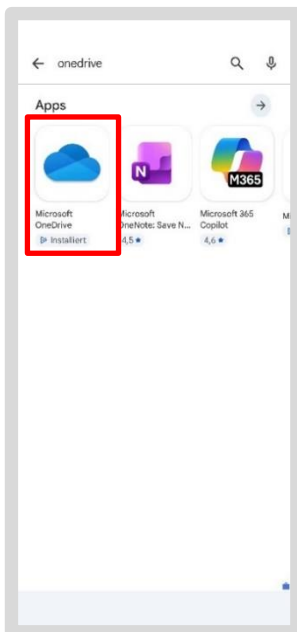 onedrive
Apps
N
M365
Microsoft
OneDrive
Installiert
Microsoft
OneNote: Save N...
4,5
Microsoft 365
Copilot
4,6
M